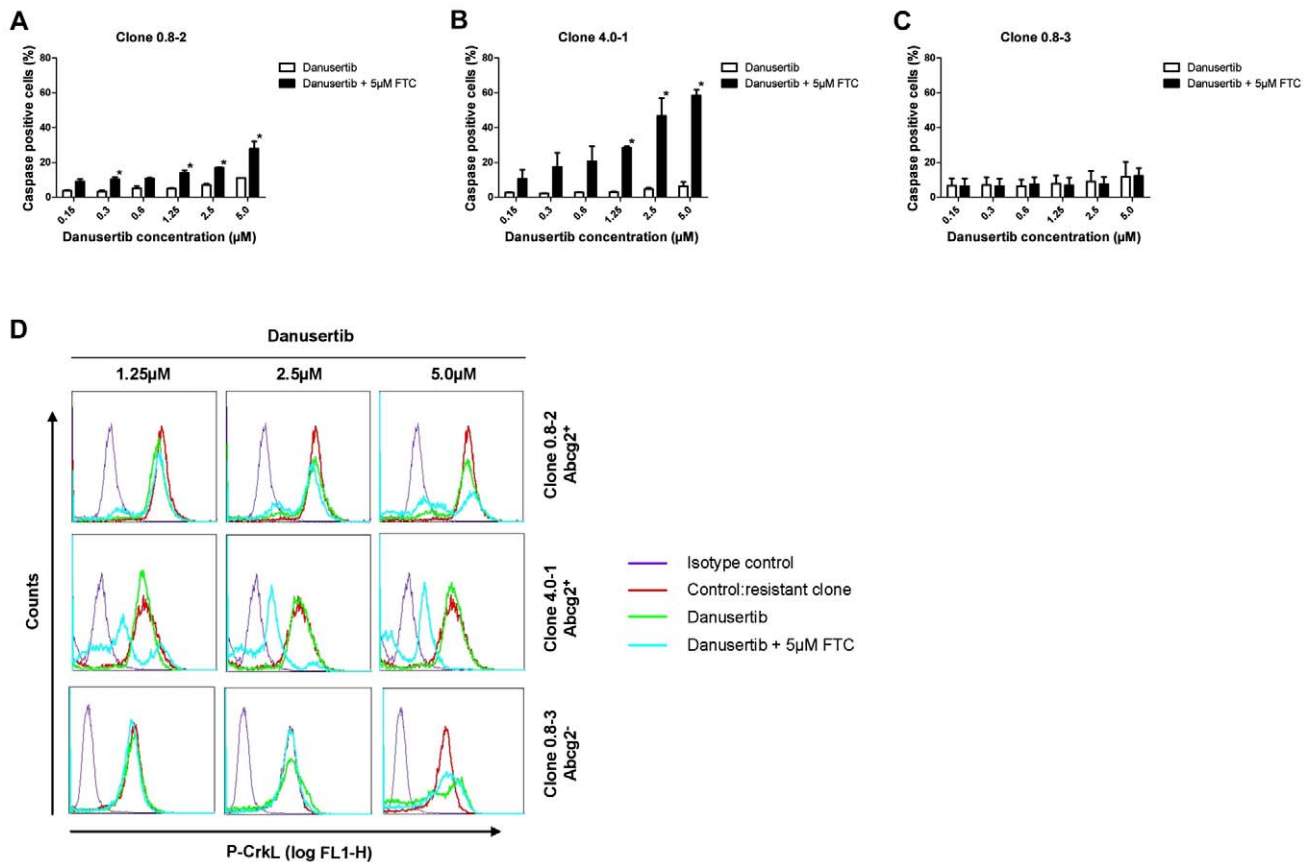 A
Clone 0.8-2
Caspase positive cells (%)
80
60
40
20
0
*
*
*
*
0.15
0.3
0.6
1.25
2.5
5.0
Danusertib concentration (µM)
Danusertib
Danusertib + 5µM FTC
B
Clone 4.0-1
Caspase positive cells (%)
80
60
40
20
0
*
*
*
0.15
0.3
0.6
1.25
2.5
5.0
Danusertib concentration (µM)
Danusertib
Danusertib + 5µM FTC
C
Clone 0.8-3
Caspase positive cells (%)
80
60
40
20
0
0.15
0.3
0.6
1.25
2.5
5.0
Danusertib concentration (µM)
Danusertib
Danusertib + 5µM FTC
D
Danusertib
1.25µM 2.5µM 5.0µM
Counts
Clone 0.8-2
Abcg2⁺
Clone 4.0-1
Abcg2⁺
Clone 0.8-3
Abcg2⁻
P-CrkL (log FL1-H)
Isotype control
Control:resistant clone
Danusertib
Danusertib + 5µM FTC